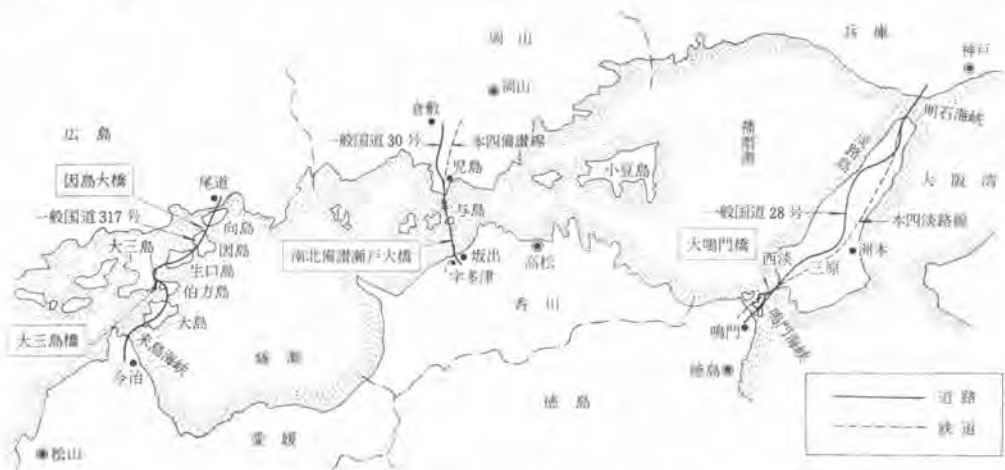 兵庫
神戸
岡山
岡山
倉敷
明石海峡
広島
一般国道30号
本四備讃線
播磨灘
淡路島
因島大橋
尾道
児島
小豆島
大阪湾
一般国道317号
向島
与島
一般国道28号
本四淡路線
大三島
因島
大鳴門橋
生口島
南北備讃瀬戸大橋
坂出
高松
西淡
洲本
伯方島
宇多津
三原
大三島橋
大島
香川
鳴門
鳴門海峡
来島海峡
燧灘
今治
徳島
徳島
道路
愛媛
鉄道
松山